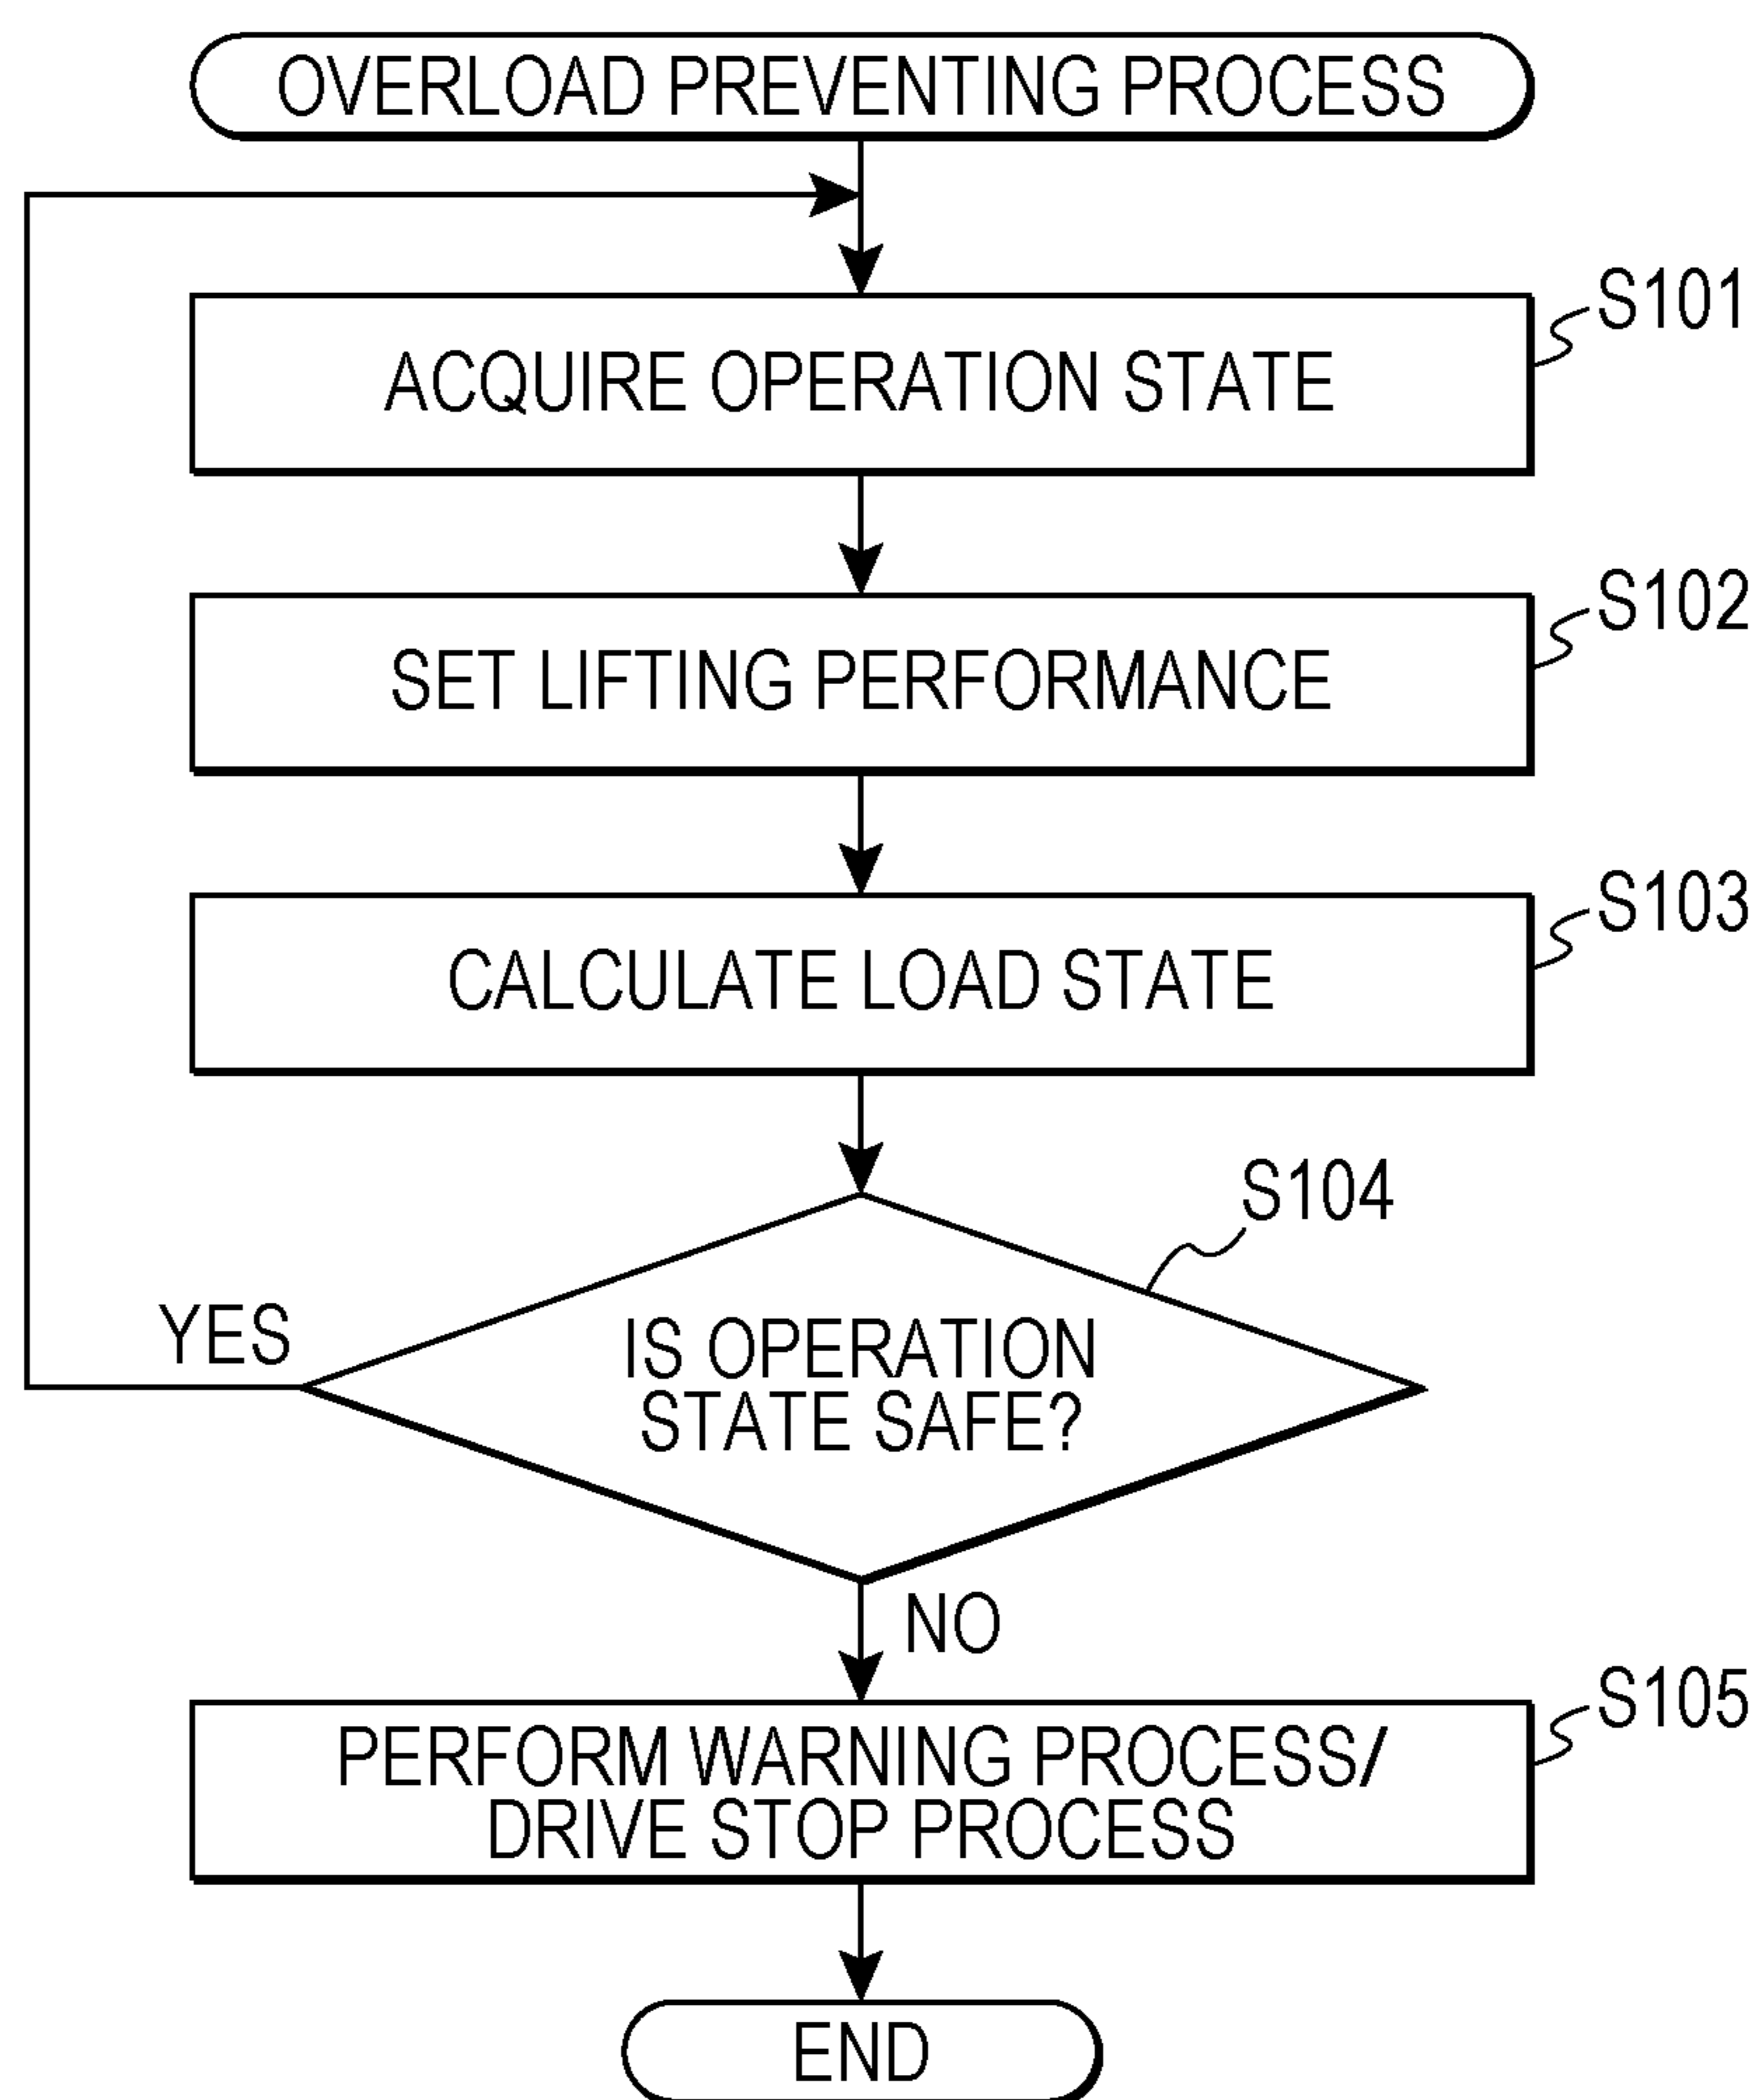 OVERLOAD PREVENTING PROCESS
S101
ACQUIRE OPERATION STATE
S102
SET LIFTING PERFORMANCE
S103
CALCULATE LOAD STATE
S104
YES
IS OPERATION
STATE SAFE?
NO
S105
PERFORM WARNING PROCESS/
DRIVE STOP PROCESS
END